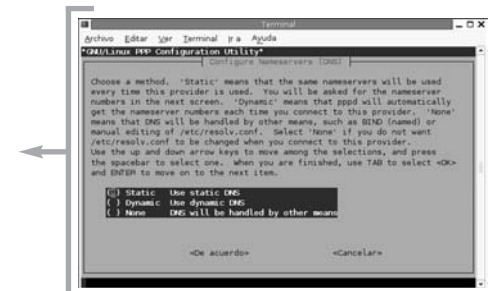 Terminal
Archivo Editar Ver Terminal Ir a Ayuda
"GNU/Linux PPP Configuration Utility"
Configure Nameservers (DNS)
Choose a method. 'Static' means that the same nameservers will be used
every time this provider is used. You will be asked for the nameserver
numbers in the next screen. 'Dynamic' means that pppd will automatically
get the nameserver numbers each time you connect to this provider. 'None'
means that DNS will be handled by other means, such as BIND (named) or
manual editing of /etc/resolv.conf. Select 'None' if you do not want
/etc/resolv.conf to be changed when you connect to this provider.
Use the up and down arrow keys to move among the selections, and press
the spacebar to select one. When you are finished, use TAB to select <OK>
and ENTER to move on to the next item.
( ) Static Use static DNS
( ) Dynamic Use dynamic DNS
( ) None DNS will be handled by other means
<De acuerdo> <Cancelar>